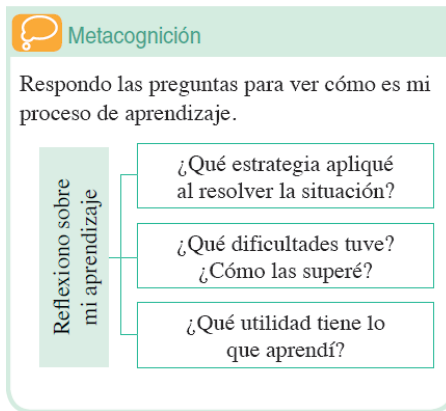 Metacognición
Respondo las preguntas para ver cómo es mi
proceso de aprendizaje.
Reflexiono sobre
mi aprendizaje
¿Qué estrategia apliqué
al resolver la situación?
¿Qué dificultades tuve?
¿Cómo las superé?
¿Qué utilidad tiene lo
que aprendí?